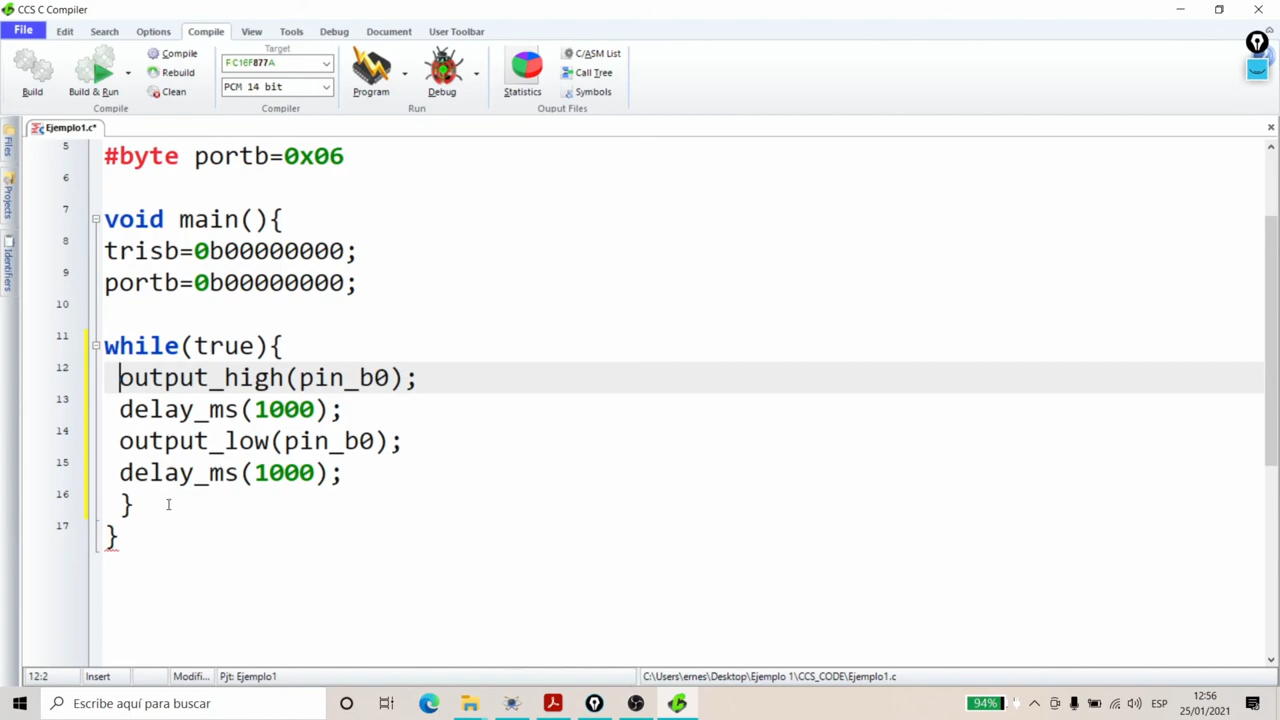 CCS C Compiler
File Edit Search Options Compile View Tools Debug Document User Toolbar
Build
Build & Run
Compile
Rebuild
Clean
Compile
Target
FC16F877A
PCM 14 bit
Compiler
Program
Debug
Run
Statistics
C/ASM List
Call Tree
Symbols
Ouput Files
Files
Projects
Identifiers
Ejemplo1.c*
5 #byte portb=0x06
6
7 void main(){
8 trisb=0b00000000;
9 portb=0b00000000;
10
11 while(true){
12 output_high(pin_b0);
13 delay_ms(1000);
14 output_low(pin_b0);
15 delay_ms(1000);
16 }
17 }
12:2 Insert Modifi... Pjt: Ejemplo1 C:\Users\ernes\Desktop\Ejemplo 1\CCS_CODE\Ejemplo1.c
Escribe aquí para buscar
94%
ESP
12:56
25/01/2021